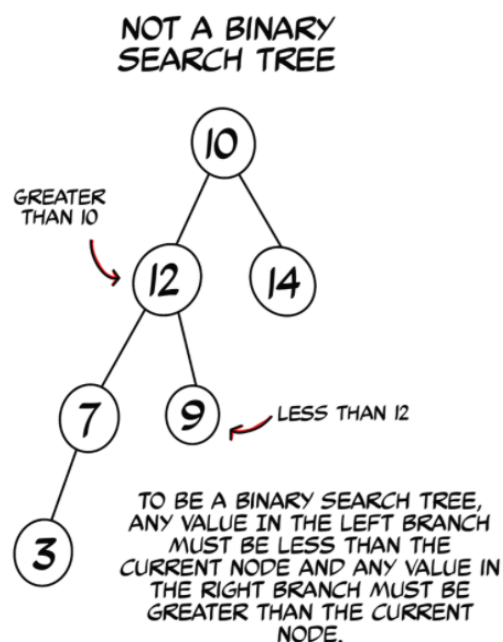 NOT A BINARY
SEARCH TREE
10
GREATER
THAN 10
12
14
7
9
LESS THAN 12
3
TO BE A BINARY SEARCH TREE,
ANY VALUE IN THE LEFT BRANCH
MUST BE LESS THAN THE
CURRENT NODE AND ANY VALUE IN
THE RIGHT BRANCH MUST BE
GREATER THAN THE CURRENT
NODE.